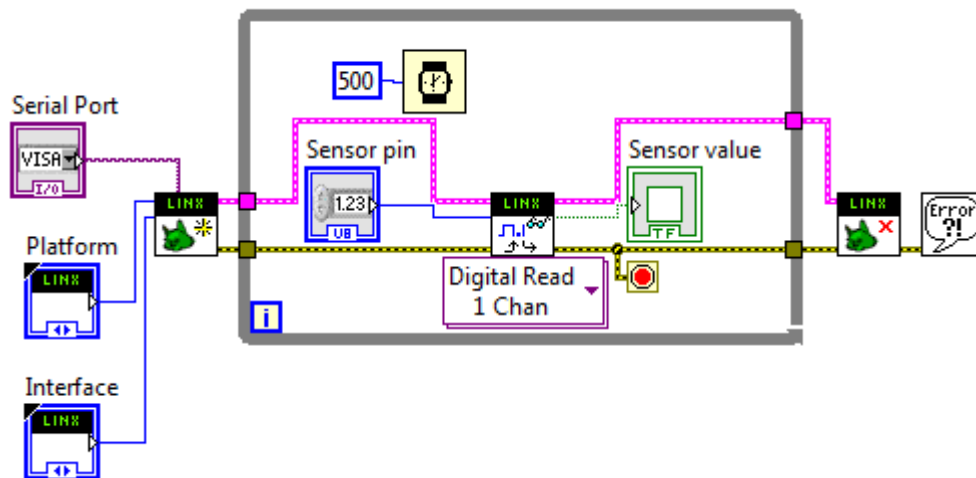 500
Serial Port
Sensor pin
Sensor value
VISA
I/O
1.23
U8
TF
LINX
LINX
LINX
Error
?!
Platform
LINX
Digital Read
1 Chan
i
Interface
LINX